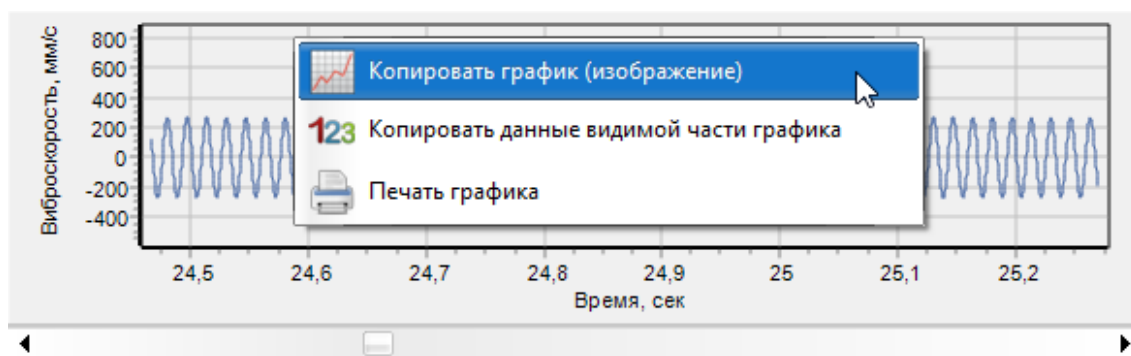 Виброскорость, мм/с
800
600
400
200
0
-200
-400
Копировать график (изображение)
123 Копировать данные видимой части графика
Печать графика
24,5 24,6 24,7 24,8 24,9 25 25,1 25,2
Время, сек